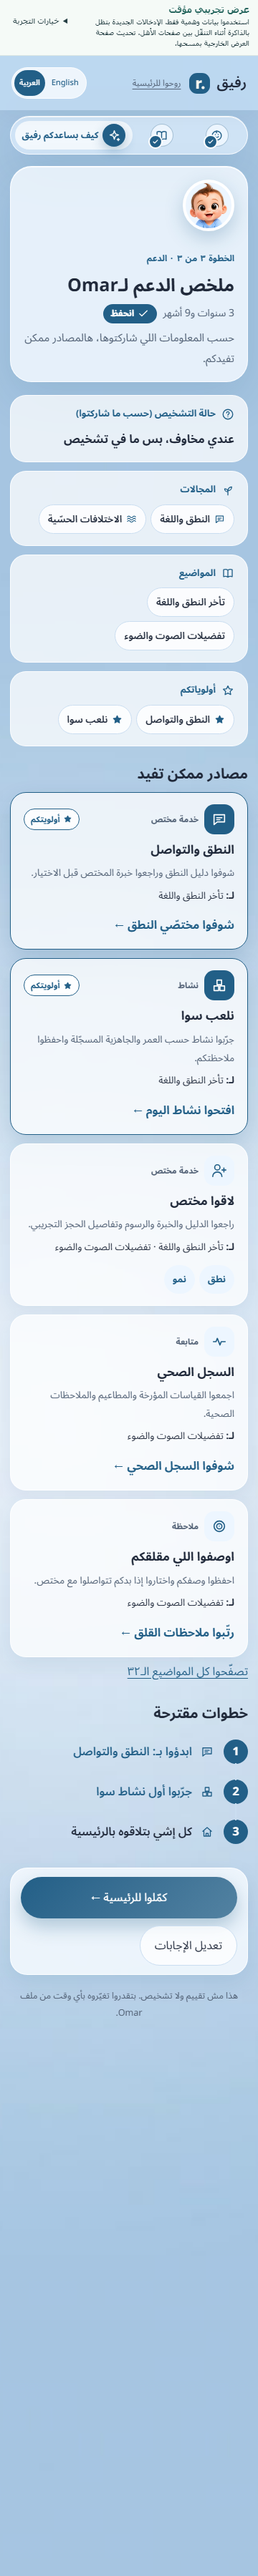 عرض تجريبي مؤقت
استخدموا بيانات وهمية فقط. الإدخالات الجديدة بتظل
بالذاكرة أثناء التنقّل بين صفحات الأهل. تحديث صفحة
العرض الخارجية بمسحها.
◀ خيارات التجربة
رفيق
r.
روحوا للرئيسية
English
العربية
كيف بساعدكم رفيق
الخطوة ٣ من ٣ · الدعم
ملخص الدعم لـOmar
3 سنوات و9 أشهر
انحفظ
حسب المعلومات اللي شاركتوها، هالمصادر ممكن
تفيدكم.
حالة التشخيص (حسب ما شاركتوا)
عندي مخاوف، بس ما في تشخيص
المجالات
النطق واللغة
الاختلافات الحسّية
المواضيع
تأخر النطق واللغة
تفضيلات الصوت والضوء
أولوياتكم
النطق والتواصل
نلعب سوا
مصادر ممكن تفيد
خدمة مختص
أولويتكم
النطق والتواصل
شوفوا دليل النطق وراجعوا خبرة المختص قبل الاختيار.
لـ: تأخر النطق واللغة
شوفوا مختصّي النطق ←
نشاط
أولويتكم
نلعب سوا
جرّبوا نشاط حسب العمر والجاهزية المسجّلة واحفظوا
ملاحظتكم.
لـ: تأخر النطق واللغة
افتحوا نشاط اليوم ←
خدمة مختص
لاقوا مختص
راجعوا الدليل والخبرة والرسوم وتفاصيل الحجز التجريبي.
لـ: تأخر النطق واللغة · تفضيلات الصوت والضوء
نطق
نمو
متابعة
السجل الصحي
اجمعوا القياسات المؤرخة والمطاعيم والملاحظات
الصحية.
لـ: تفضيلات الصوت والضوء
شوفوا السجل الصحي ←
ملاحظة
اوصفوا اللي مقلقكم
احفظوا وصفكم واختاروا إذا بدكم تتواصلوا مع مختص.
لـ: تفضيلات الصوت والضوء
رتّبوا ملاحظات القلق ←
تصفّحوا كل المواضيع الـ٣٢
خطوات مقترحة
1 ابدؤوا بـ: النطق والتواصل
2 جرّبوا أول نشاط سوا
3 كل إشي بتلاقوه بالرئيسية
كمّلوا للرئيسية ←
تعديل الإجابات
هذا مش تقييم ولا تشخيص. بتقدروا تغيّروه بأي وقت من ملف
Omar.